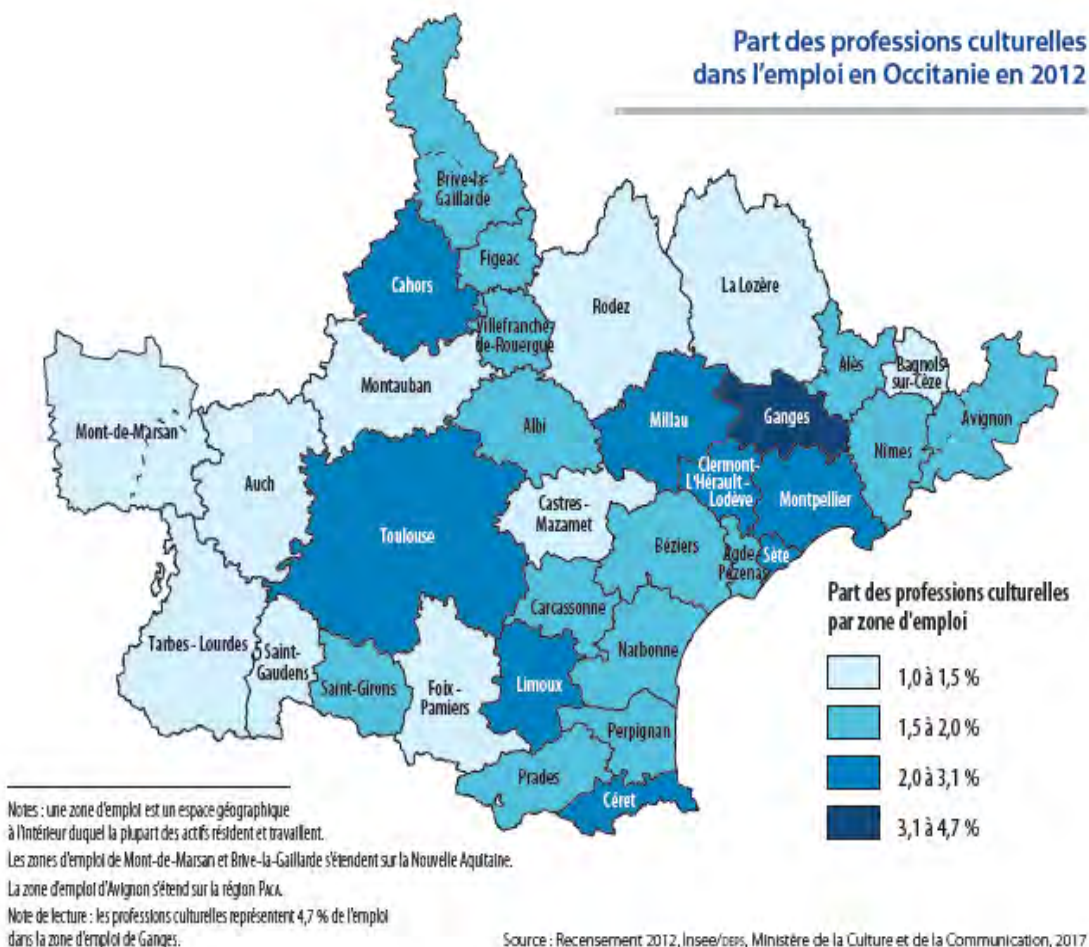 Part des professions culturelles
dans l'emploi en Occitanie en 2012
Brive-la-
Gaillarde
Figeac
Cahors
Villefranche-
de-Rouergue
Rodez
La Lozère
Montauban
Alès
Bagnols-
sur-Cèze
Avignon
Mont-de-Marsan
Auch
Albi
Millau
Ganges
Nîmes
Clermont-
L'Hérault-
Lodève
Montpellier
Castres-
Mazamet
Toulouse
Béziers
Agde-
Pézenas
Sète
Carcassonne
Narbonne
Tarbes - Lourdes
Saint-
Gaudens
Saint-Girons
Foix -
Pamiers
Limoux
Perpignan
Prades
Céret
Part des professions culturelles
par zone d'emploi
1,0 à 1,5 %
1,5 à 2,0 %
2,0 à 3,1 %
3,1 à 4,7 %
Notes : une zone d'emploi est un espace géographique
à l'intérieur duquel la plupart des actifs résident et travaillent.
Les zones d'emploi de Mont-de-Marsan et Brive-la-Gaillarde s'étendent sur la Nouvelle Aquitaine.
La zone d'emploi d'Avignon s'étend sur la région PACA.
Note de lecture : les professions culturelles représentent 4,7 % de l'emploi
dans la zone d'emploi de Ganges.
Source : Recensement 2012, Insee/DEPS, Ministère de la Culture et de la Communication, 2017